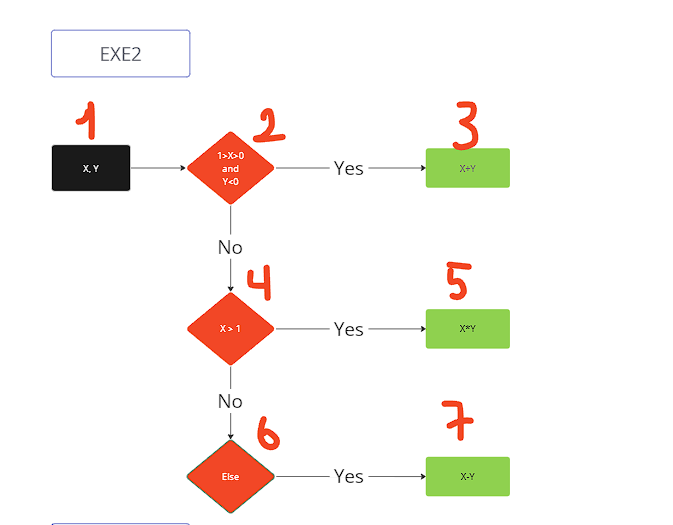 EXE2
1
2
3
X, Y
1>X>0
and
Y<0
Yes
X÷Y
No
4
5
X > 1
Yes
X*Y
No
6
7
Else
Yes
X-Y